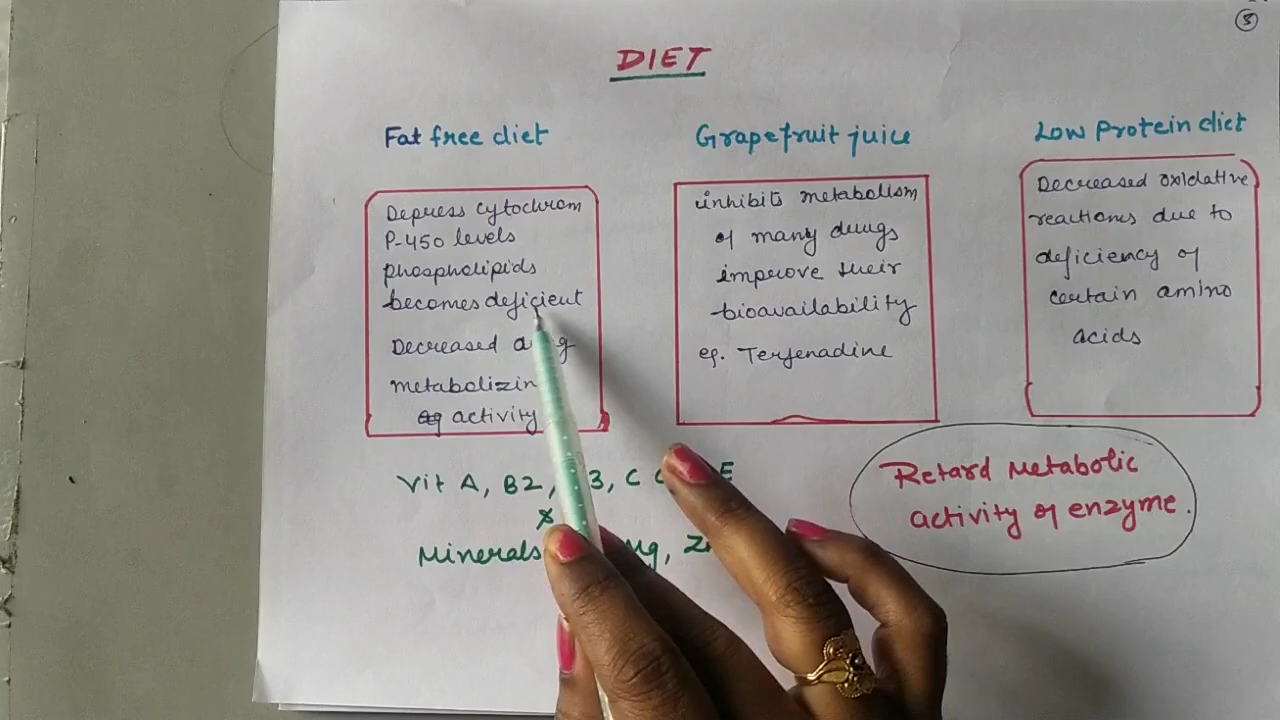 5
DIET
Fat free diet
Depress cytochrom
P-450 levels
phospholipids
becomes deficient
Decreased
metabolizin
activity
Grapefruit juice
inhibits metabolism
of many drugs
improve their
bioavailability
eg. Terfenadine
Low Protein diet
Decreased oxidative
reactions due to
deficiency of
certain amino
acids
Vit A, B2, 3, C E
Minerals Mg,
Retard Metabolic
activity of enzyme.